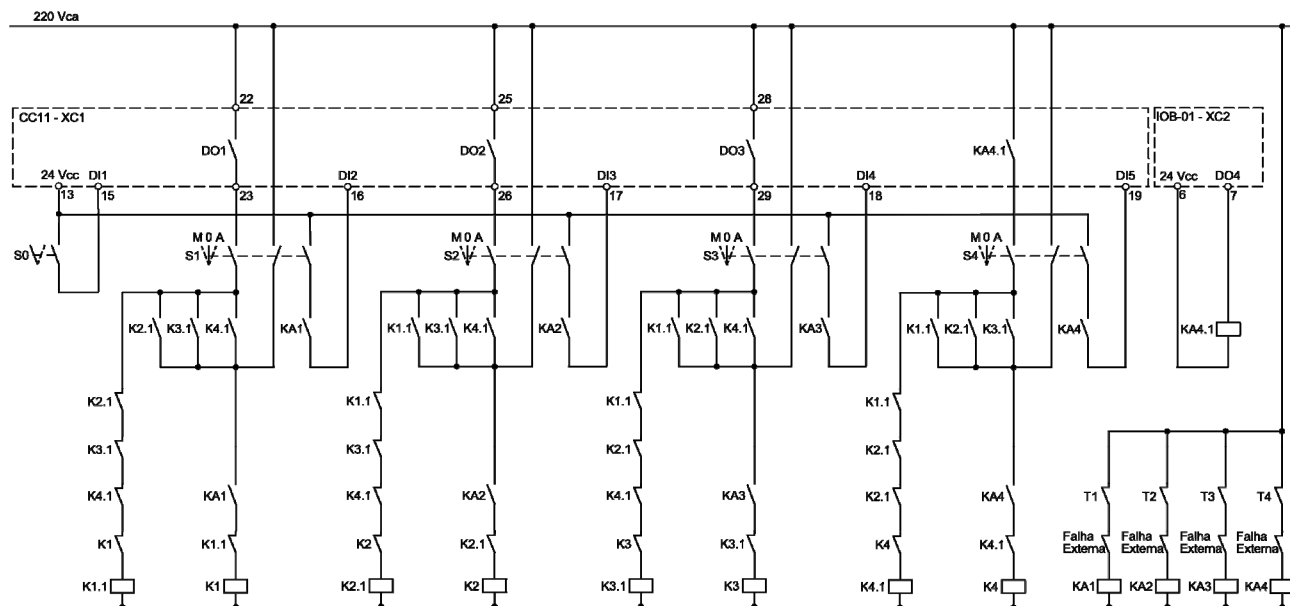 220 Vca
22
25
28
CC11 - XC1
IOB-01 - XC2
DO1
DO2
DO3
KA4.1
24 Vcc
DI1
DI2
DI3
DI4
DI5
24 Vcc
DO4
13
15
23
16
26
17
29
18
19
6
7
M 0 A
M 0 A
M 0 A
M 0 A
S0
S1
S2
S3
S4
K2.1
K3.1
K4.1
KA1
K1.1
K3.1
K4.1
KA2
K1.1
K2.1
K4.1
KA3
K1.1
K2.1
K3.1
KA4
KA4.1
K2.1
K1.1
K1.1
K1.1
K3.1
K3.1
K2.1
K2.1
K4.1
KA1
K4.1
KA2
K4.1
KA3
K2.1
KA4
T1
T2
T3
T4
K1
K1.1
K2
K2.1
K3
K3.1
K4
K4.1
Falha Externa
Falha Externa
Falha Externa
Falha Externa
K1.1
K1
K2.1
K2
K3.1
K3
K4.1
K4
KA1
KA2
KA3
KA4